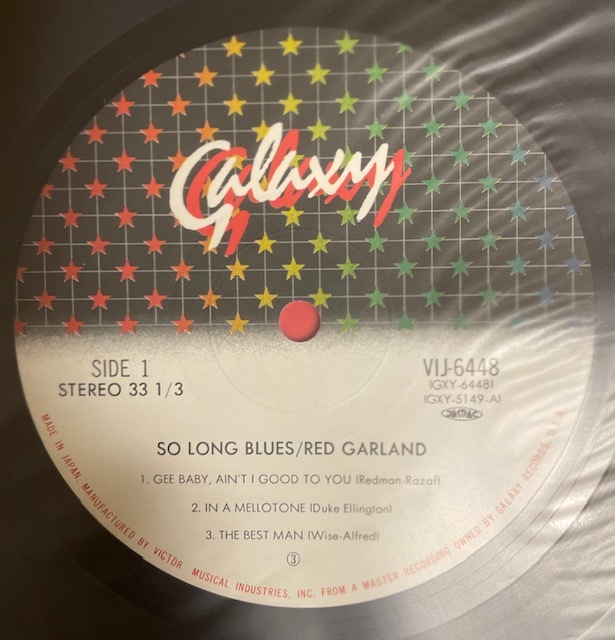 Galaxy
SIDE 1
STEREO 33 1/3
VIJ-6448
(GXY-6448)
(GXY-5149-A)
SO LONG BLUES/RED GARLAND
1. GEE BABY, AIN'T I GOOD TO YOU (Redman-Razaf)
2. IN A MELLOTONE (Duke Ellington)
3. THE BEST MAN (Wise-Alfred)
③
MADE IN JAPAN. MANUFACTURED BY VICTOR MUSICAL INDUSTRIES, INC. FROM A MASTER RECORDING OWNED BY GALAXY RECORDS, U.S.A.